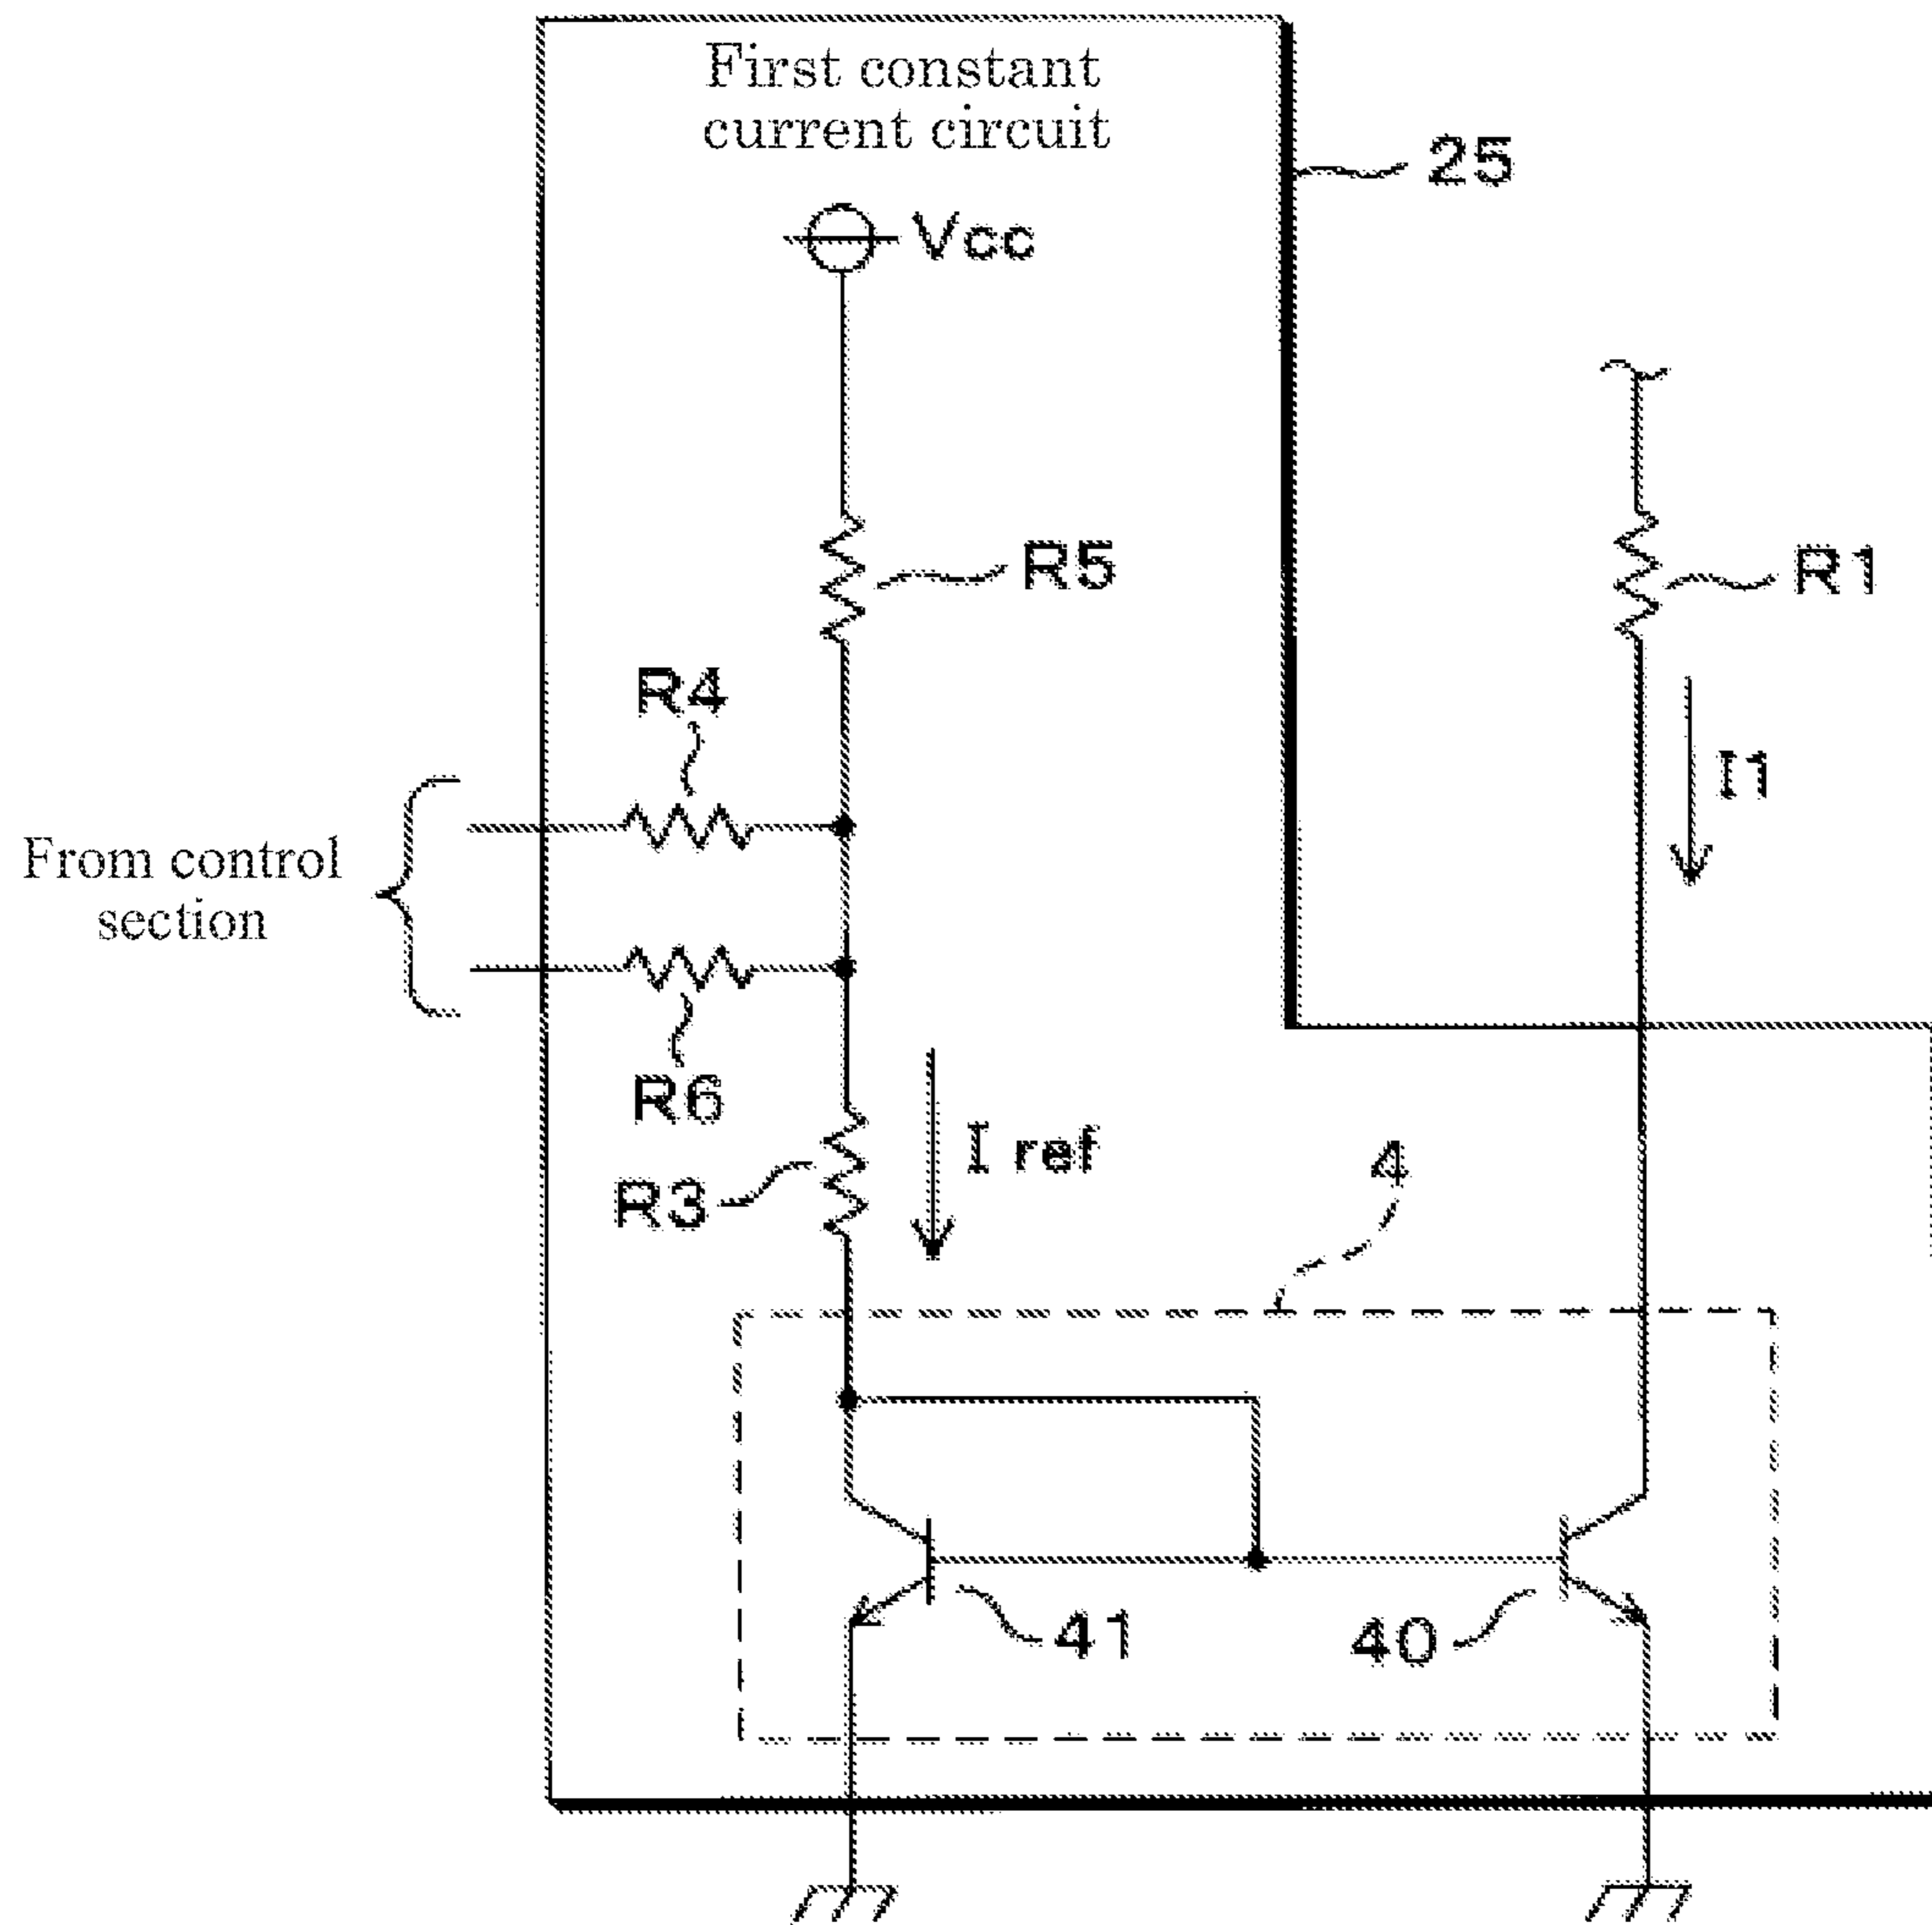 First constant
current circuit
25
Vcc
R5
R1
R4
I1
From control
section
R6
I ref
R3
4
41
40